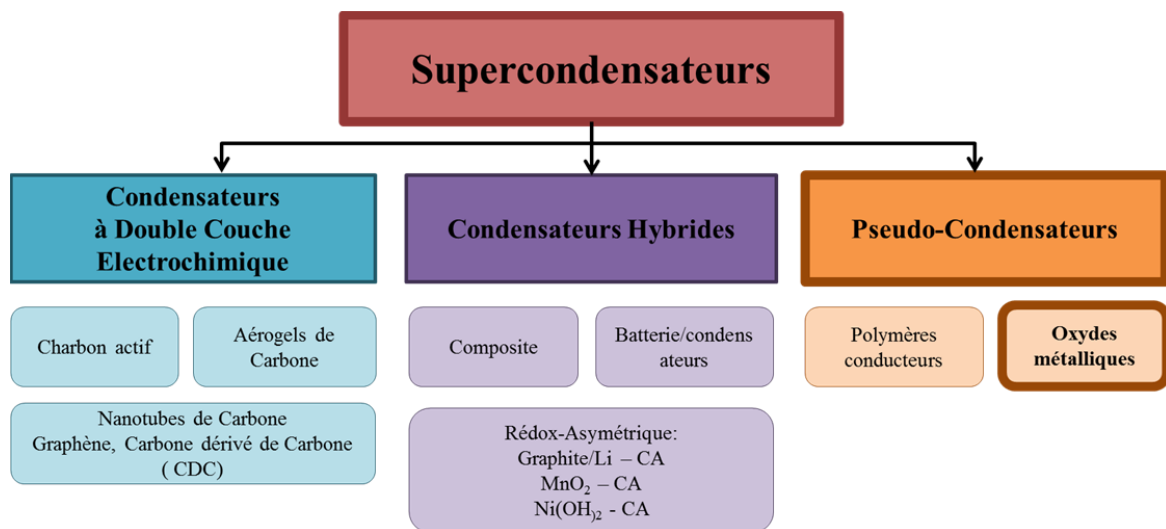 Supercondensateurs
Condensateurs
à Double Couche
Electrochimique
Condensateurs Hybrides
Pseudo-Condensateurs
Charbon actif
Aérogels de
Carbone
Nanotubes de Carbone
Graphène, Carbone dérivé de Carbone
( CDC)
Composite
Batterie/condens
ateurs
Rédox-Asymétrique:
Graphite/Li – CA
MnO₂ – CA
Ni(OH)₂ - CA
Polymères
conducteurs
Oxydes
métalliques